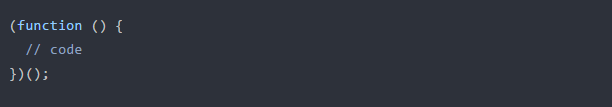 (function () {
  // code
})();